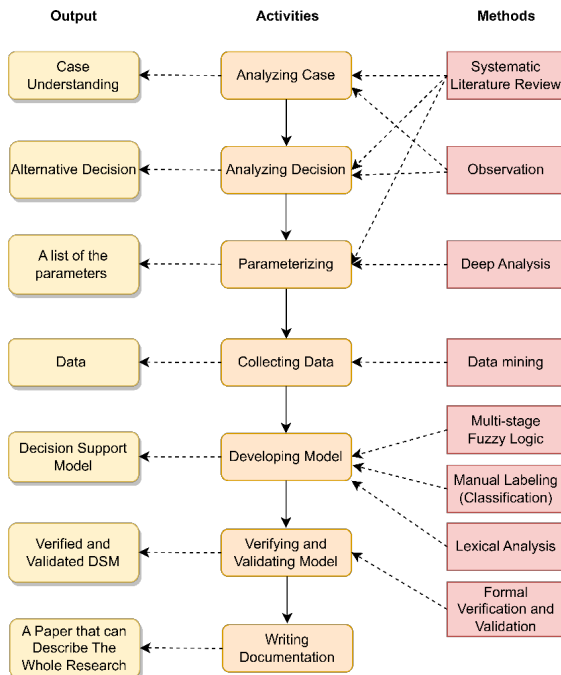 Output
Activities
Methods
Case
Understanding
Analyzing Case
Systematic
Literature Review
Alternative Decision
Analyzing Decision
Observation
A list of the
parameters
Parameterizing
Deep Analysis
Data
Collecting Data
Data mining
Multi-stage
Fuzzy Logic
Decision Support
Model
Developing Model
Manual Labeling
(Classification)
Lexical Analysis
Verified and
Validated DSM
Verifying and
Validating Model
Formal
Verification and
Validation
A Paper that can
Describe The
Whole Research
Writing
Documentation